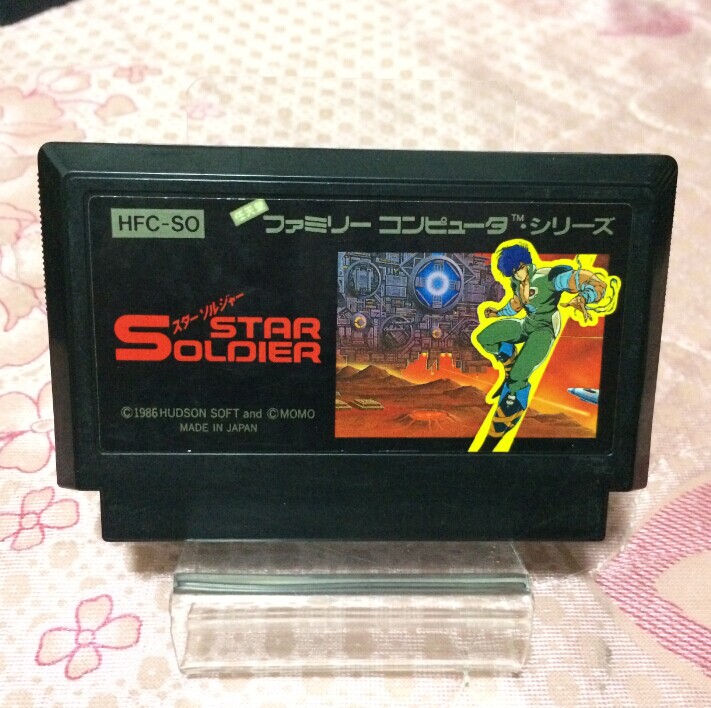 HFC-SO
ファミリー コンピュータ™・シリーズ
スターソルジャー
STAR
SOLDIER
©1986 HUDSON SOFT and ©MOMO
MADE IN JAPAN